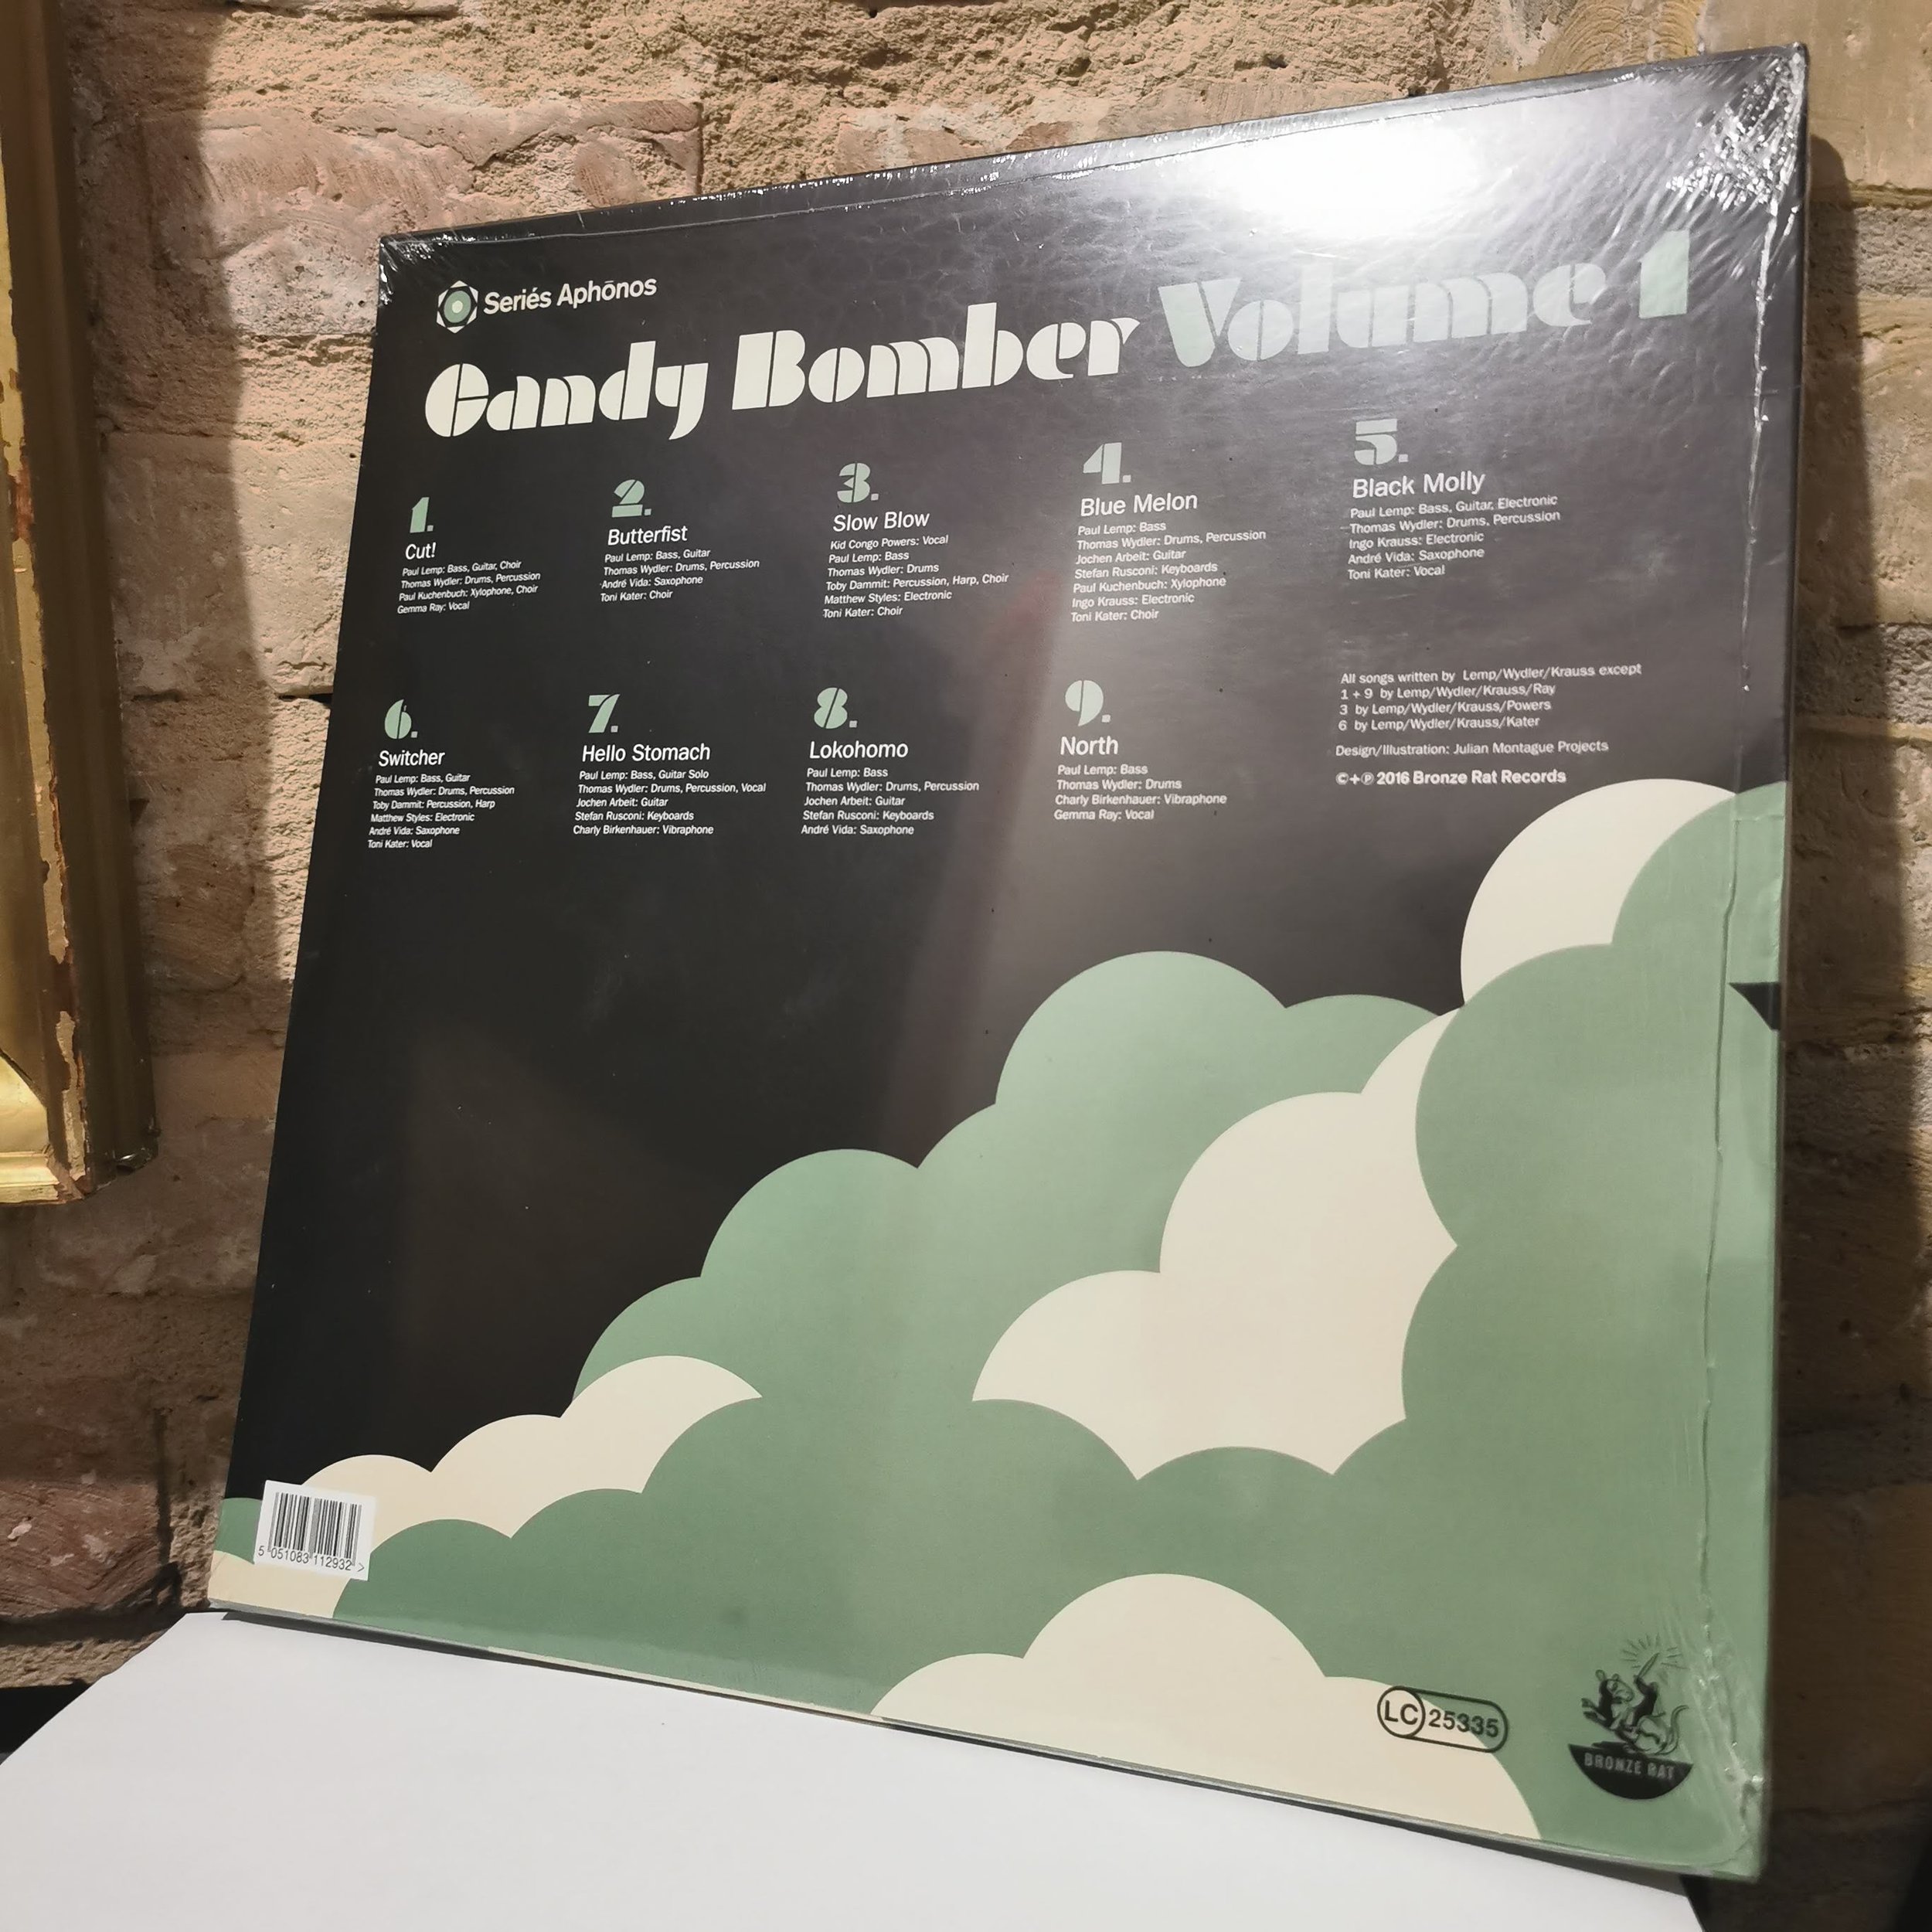 Seriés Aphōnos
Candy Bomber Volume 1
1.
Cut!
Paul Lemp: Bass, Guitar, Choir
Thomas Wydler: Drums, Percussion
Paul Kuchenbuch: Xylophone, Choir
Gemma Ray: Vocal
2.
Butterfist
Paul Lemp: Bass, Guitar
Thomas Wydler: Drums, Percussion
André Vida: Saxophone
Toni Kater: Choir
3.
Slow Blow
Kid Congo Powers: Vocal
Paul Lemp: Bass
Thomas Wydler: Drums
Toby Dammit: Percussion, Harp, Choir
Matthew Styles: Electronic
Toni Kater: Choir
4.
Blue Melon
Paul Lemp: Bass
Thomas Wydler: Drums, Percussion
Jochen Arbeit: Guitar
Stefan Rusconi: Keyboards
Paul Kuchenbuch: Xylophone
Ingo Krauss: Electronic
Toni Kater: Choir
5.
Black Molly
Paul Lemp: Bass, Guitar, Electronic
Thomas Wydler: Drums, Percussion
Ingo Krauss: Electronic
André Vida: Saxophone
Toni Kater: Vocal
6.
Switcher
Paul Lemp: Bass, Guitar
Thomas Wydler: Drums, Percussion
Toby Dammit: Percussion, Harp
Matthew Styles: Electronic
André Vida: Saxophone
Toni Kater: Vocal
7.
Hello Stomach
Paul Lemp: Bass, Guitar Solo
Thomas Wydler: Drums, Percussion, Vocal
Jochen Arbeit: Guitar
Stefan Rusconi: Keyboards
Charly Birkenhauer: Vibraphone
8.
Lokohomo
Paul Lemp: Bass
Thomas Wydler: Drums, Percussion
Jochen Arbeit: Guitar
Stefan Rusconi: Keyboards
André Vida: Saxophone
9.
North
Paul Lemp: Bass
Thomas Wydler: Drums
Charly Birkenhauer: Vibraphone
Gemma Ray: Vocal
All songs written by Lemp/Wydler/Krauss except
1 + 9 by Lemp/Wydler/Krauss/Ray
3 by Lemp/Wydler/Krauss/Powers
6 by Lemp/Wydler/Krauss/Kater
Design/Illustration: Julian Montague Projects
©+℗ 2016 Bronze Rat Records
5 051083 112932 >
LC 25335
BRONZE RAT